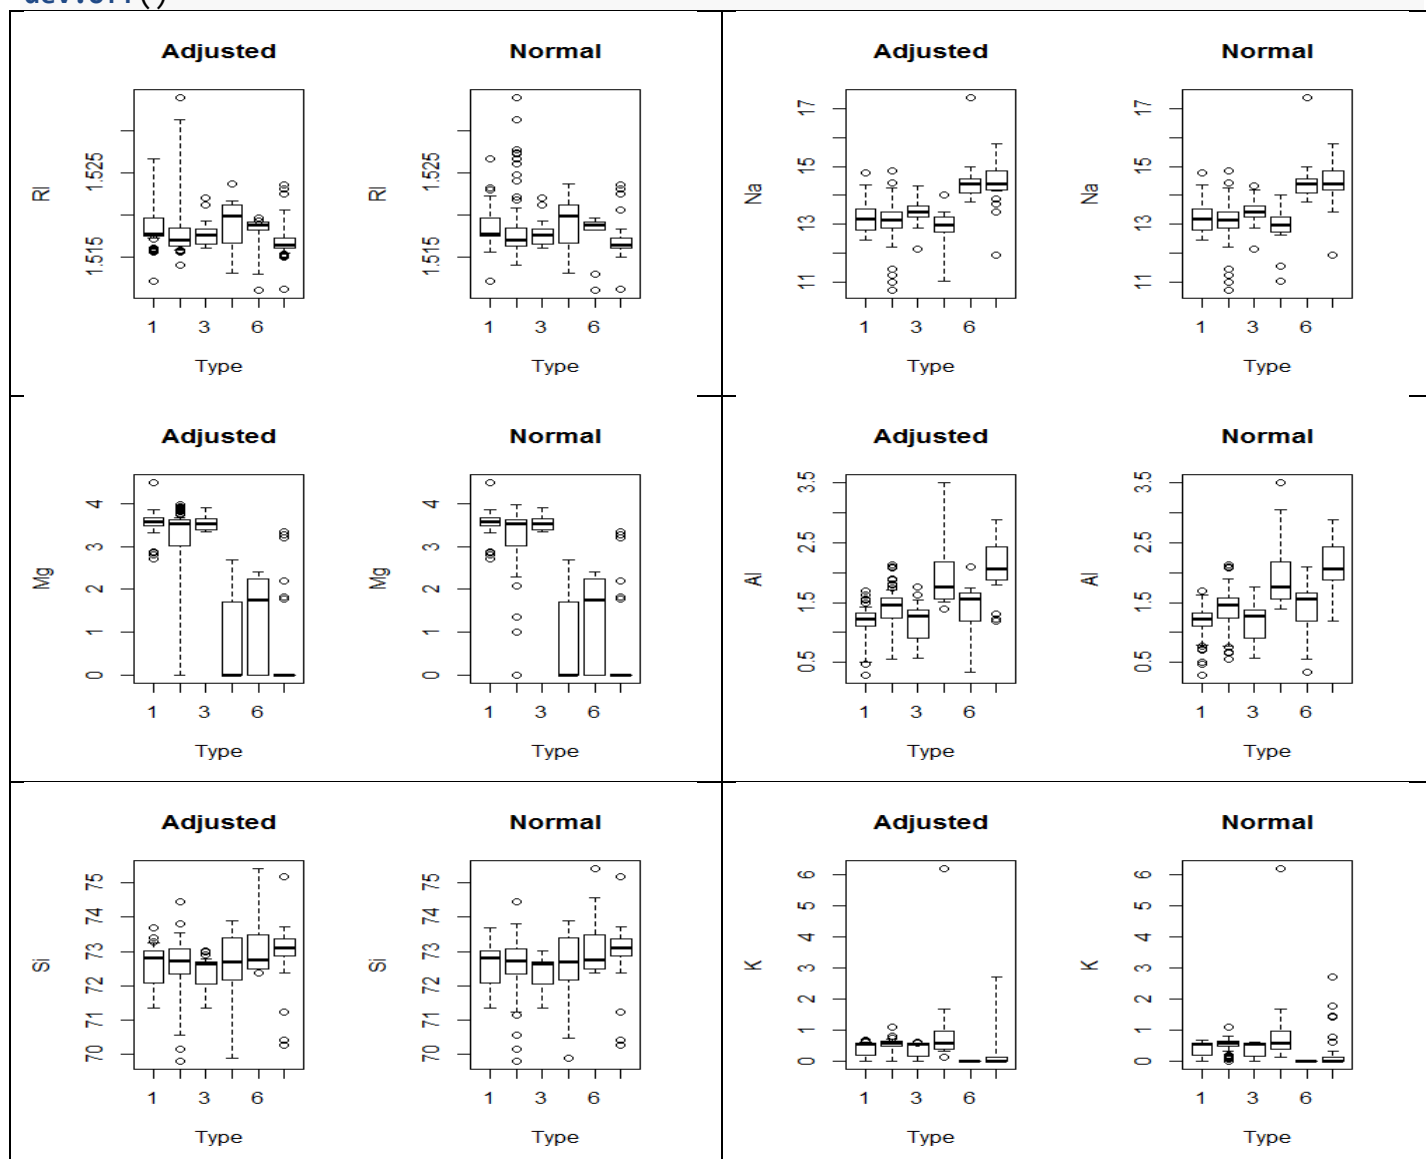 dev.off()
Adjusted
RI
1.525
1.515
1 3 6
Type
Normal
RI
1.525
1.515
1 3 6
Type
Adjusted
Na
17
15
13
11
1 3 6
Type
Normal
Na
17
15
13
11
1 3 6
Type
Adjusted
Mg
4
3
2
1
0
1 3 6
Type
Normal
Mg
4
3
2
1
0
1 3 6
Type
Adjusted
Al
3.5
2.5
1.5
0.5
1 3 6
Type
Normal
Al
3.5
2.5
1.5
0.5
1 3 6
Type
Adjusted
Si
75
74
73
72
71
70
1 3 6
Type
Normal
Si
75
74
73
72
71
70
1 3 6
Type
Adjusted
K
6
5
4
3
2
1
0
1 3 6
Type
Normal
K
6
5
4
3
2
1
0
1 3 6
Type